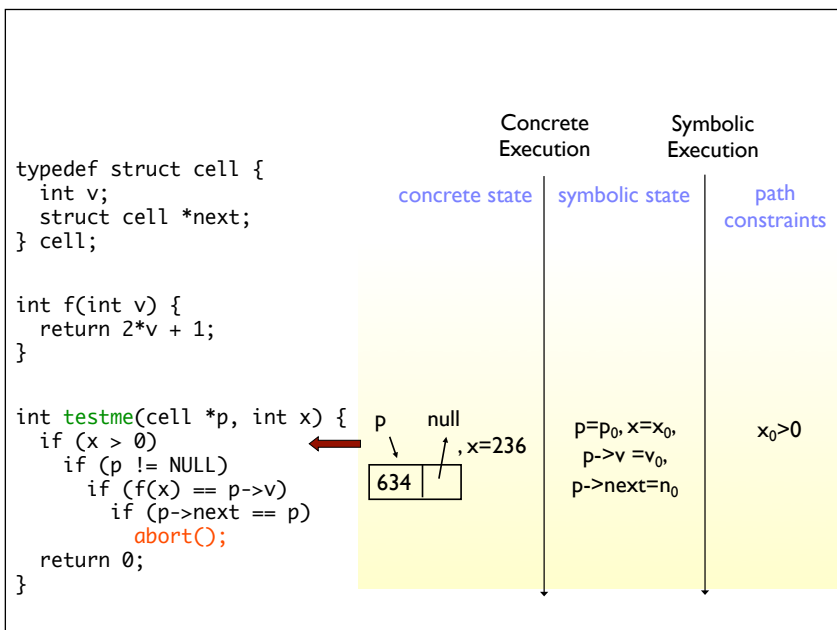 Concrete
Execution
Symbolic
Execution
concrete state
symbolic state
path
constraints
typedef struct cell {
  int v;
  struct cell *next;
} cell;
int f(int v) {
  return 2*v + 1;
}
int testme(cell *p, int x) {
  if (x > 0)
    if (p != NULL)
      if (f(x) == p->v)
        if (p->next == p)
          abort();
  return 0;
}
p
null
, x=236
634
p=p₀, x=x₀,
p->v =v₀,
p->next=n₀
x₀>0